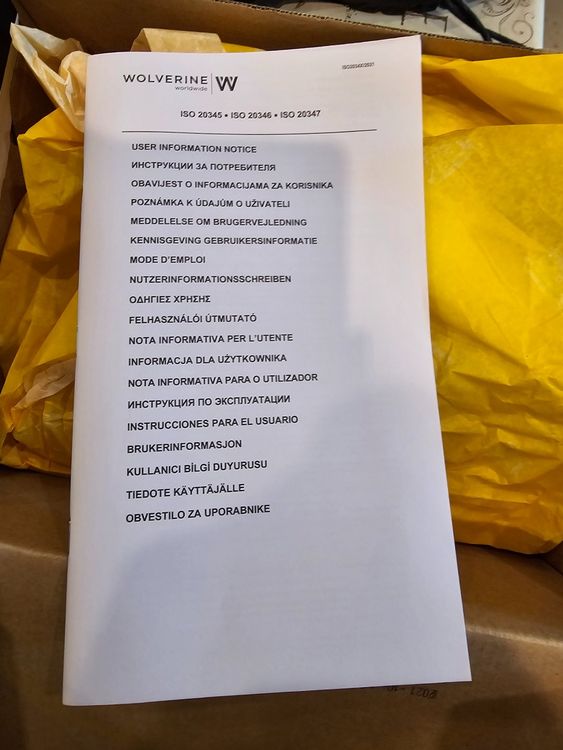 WOLVERINE W
worldwide
ISO 20345 ▪ ISO 20346 ▪ ISO 20347
USER INFORMATION NOTICE
ИНСТРУКЦИИ ЗА ПОТРЕБИТЕЛЯ
OBAVIJEST O INFORMACIJAMA ZA KORISNIKA
POZNÁMKA K ÚDAJŮM O UŽIVATELI
MEDDELELSE OM BRUGERVEJLEDNING
KENNISGEVING GEBRUIKERSINFORMATIE
MODE D'EMPLOI
NUTZERINFORMATIONSSCHREIBEN
ΟΔΗΓΙΕΣ ΧΡΗΣΗΣ
FELHASZNÁLÓI ÚTMUTATÓ
NOTA INFORMATIVA PER L'UTENTE
INFORMACJA DLA UŻYTKOWNIKA
NOTA INFORMATIVA PARA O UTILIZADOR
ИНСТРУКЦИЯ ПО ЭКСПЛУАТАЦИИ
INSTRUCCIONES PARA EL USUARIO
BRUKERINFORMASJON
KULLANICI BİLGİ DUYURUSU
TIEDOTE KÄYTTÄJÄLLE
OBVESTILO ZA UPORABNIKE